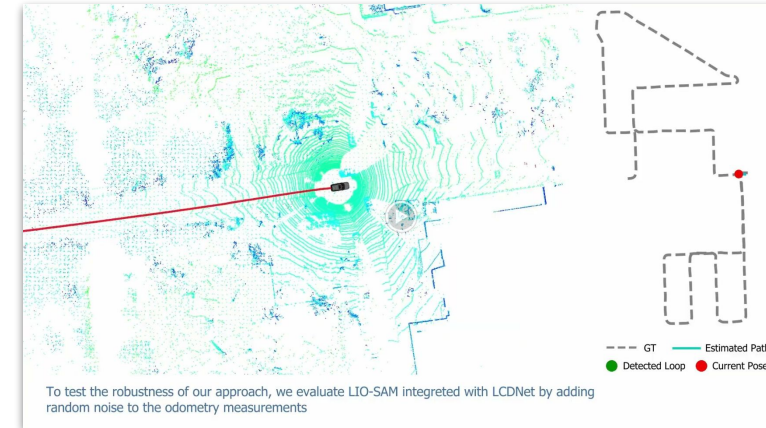 GT
Estimated Path
Detected Loop
Current Pose
To test the robustness of our approach, we evaluate LIO-SAM integreted with LCDNet by adding
random noise to the odometry measurements